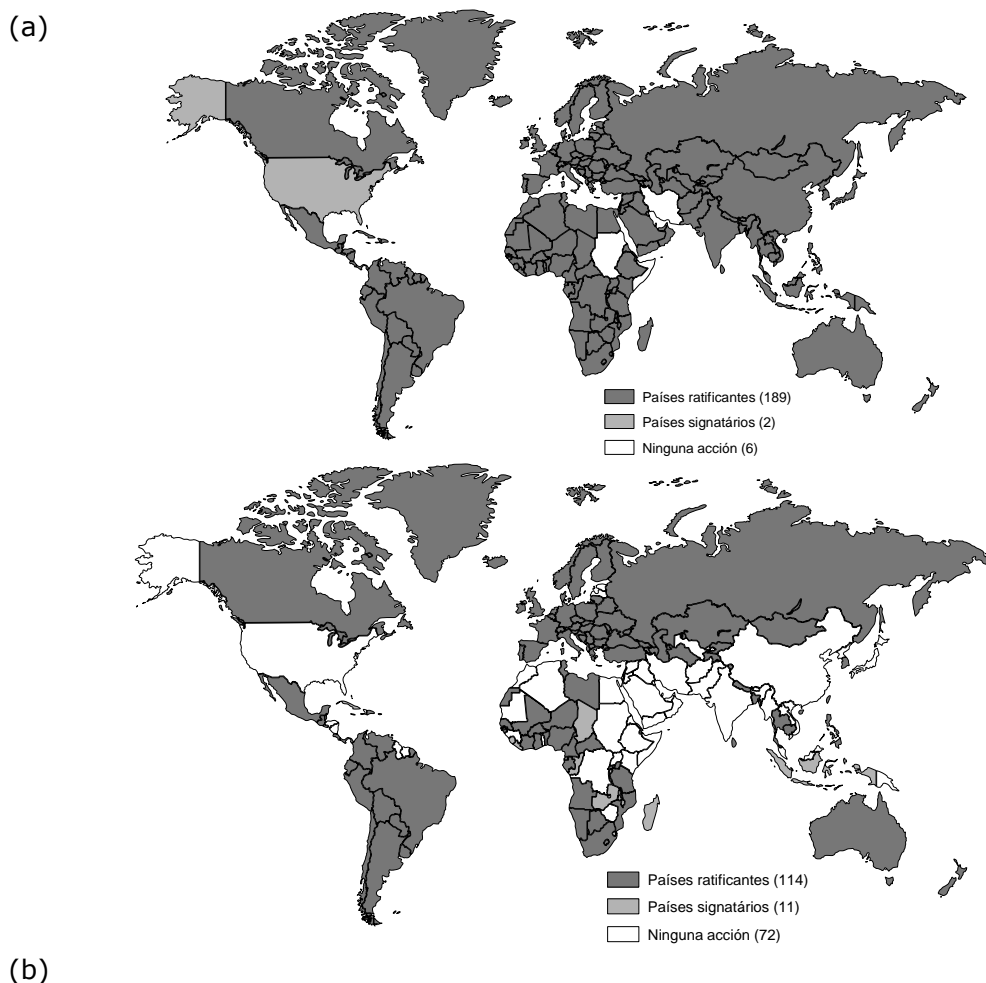 (a)
Países ratificantes (189)
Países signatários (2)
Ninguna acción (6)
Países ratificantes (114)
Países signatários (11)
Ninguna acción (72)
(b)